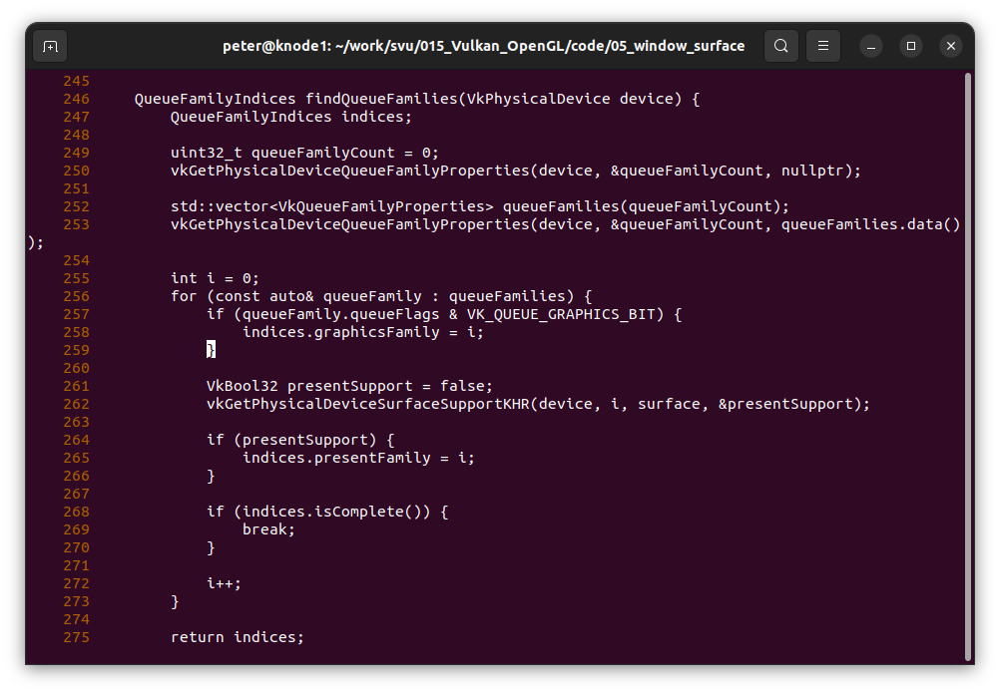 peter@knode1: ~/work/svu/015_Vulkan_OpenGL/code/05_window_surface
245
246     QueueFamilyIndices findQueueFamilies(VkPhysicalDevice device) {
247         QueueFamilyIndices indices;
248
249         uint32_t queueFamilyCount = 0;
250         vkGetPhysicalDeviceQueueFamilyProperties(device, &queueFamilyCount, nullptr);
251
252         std::vector<VkQueueFamilyProperties> queueFamilies(queueFamilyCount);
253         vkGetPhysicalDeviceQueueFamilyProperties(device, &queueFamilyCount, queueFamilies.data()
);
254
255         int i = 0;
256         for (const auto& queueFamily : queueFamilies) {
257             if (queueFamily.queueFlags & VK_QUEUE_GRAPHICS_BIT) {
258                 indices.graphicsFamily = i;
259             }
260
261             VkBool32 presentSupport = false;
262             vkGetPhysicalDeviceSurfaceSupportKHR(device, i, surface, &presentSupport);
263
264             if (presentSupport) {
265                 indices.presentFamily = i;
266             }
267
268             if (indices.isComplete()) {
269                 break;
270             }
271
272             i++;
273         }
274
275         return indices;